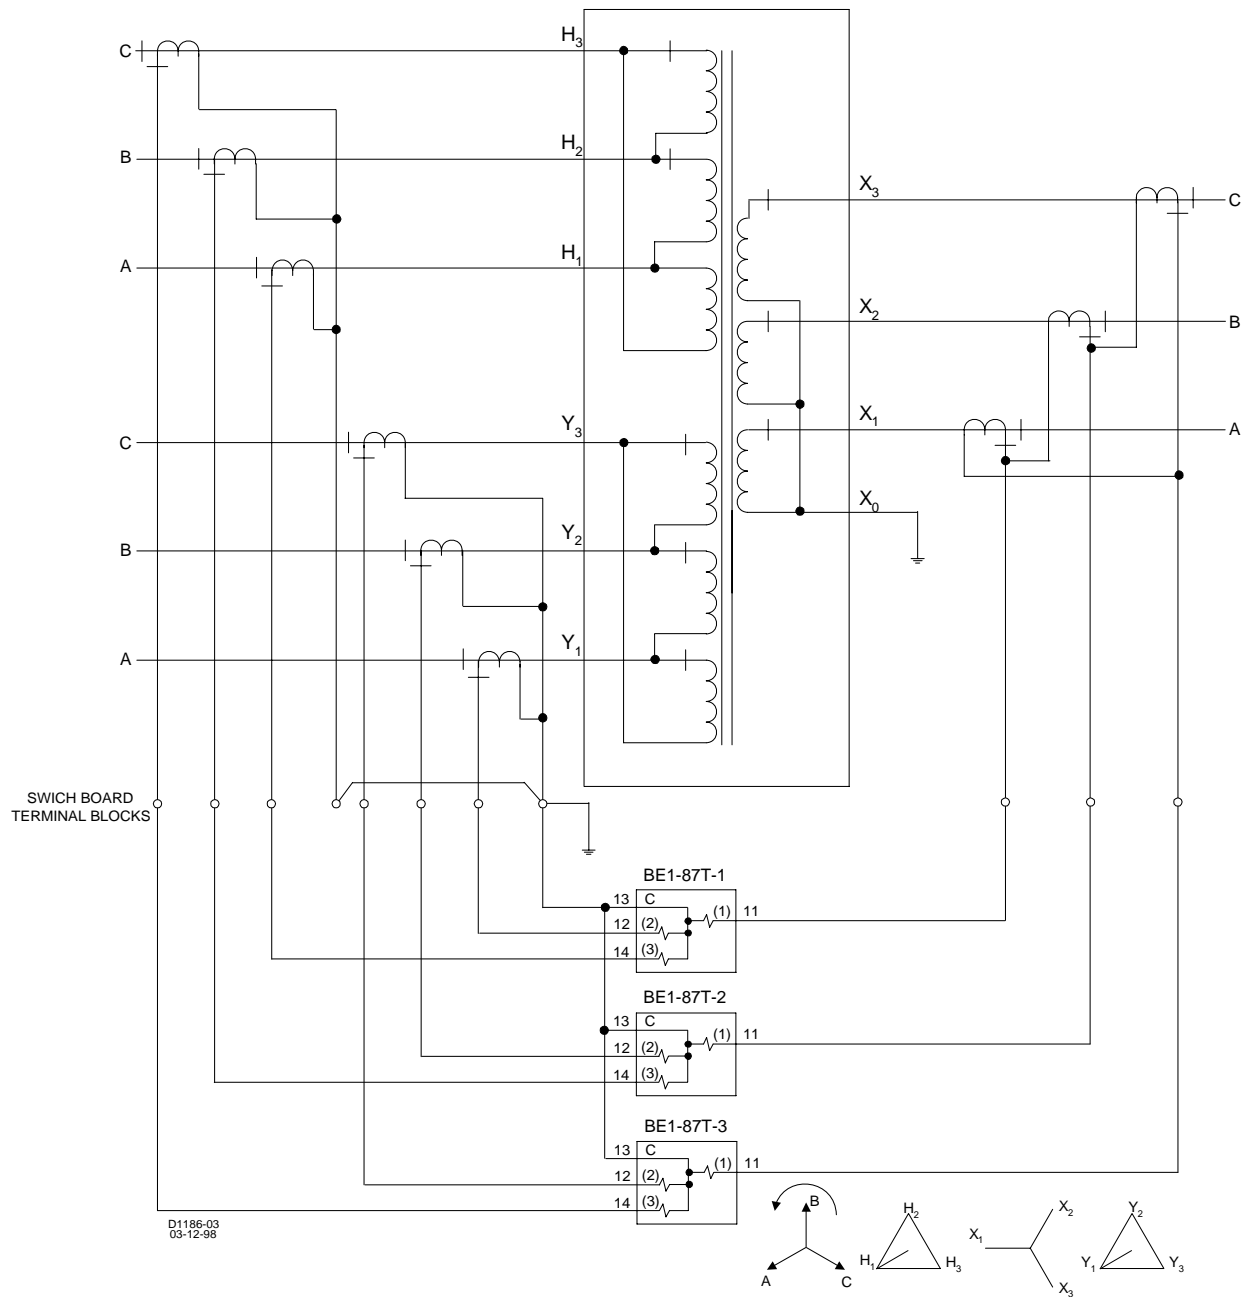 C H₃
B H₂
A H₁
X₃ C
X₂ B
X₁ A
X₀
C Y₃
B Y₂
A Y₁
SWICH BOARD
TERMINAL BLOCKS
BE1-87T-1
13 C
12 (2) (1) 11
14 (3)
BE1-87T-2
13 C
12 (2) (1) 11
14 (3)
BE1-87T-3
13 C
12 (2) (1) 11
14 (3)
D1186-03
03-12-98
B
A C
H₂
H₁ H₃
X₂
X₁
X₃
Y₂
Y₁ Y₃